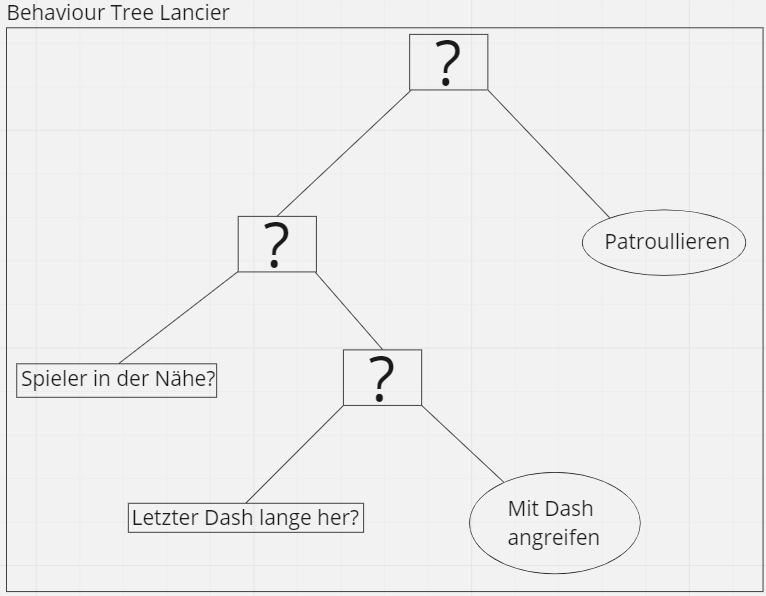 Behaviour Tree Lancier
?
?
Patroullieren
?
Spieler in der Nähe?
Letzter Dash lange her?
Mit Dash
angreifen